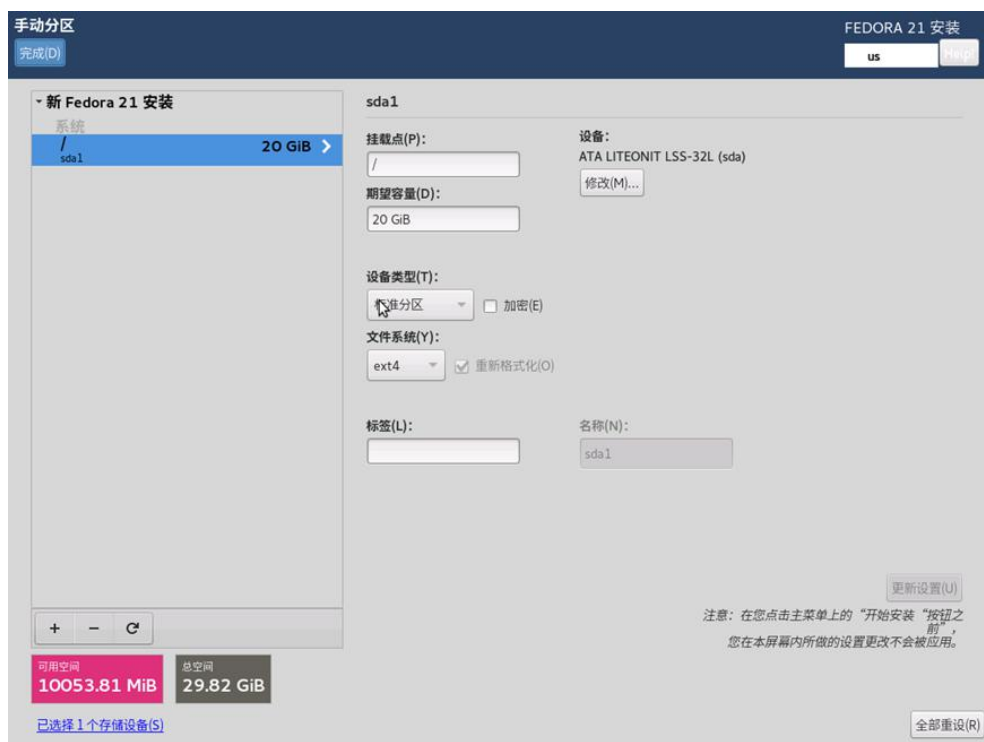 手动分区
FEDORA 21 安装
完成(D)
us
Help!
新 Fedora 21 安装
系统
/
sda1
20 GiB
sda1
挂载点(P):
/
期望容量(D):
20 GiB
设备:
ATA LITEONIT LSS-32L (sda)
修改(M)...
设备类型(T):
标准分区
加密(E)
文件系统(Y):
ext4
重新格式化(O)
标签(L):
名称(N):
sda1
更新设置(U)
注意：在您点击主菜单上的“开始安装“按钮之
前”，
您在本屏幕内所做的设置更改不会被应用。
可用空间
10053.81 MiB
总空间
29.82 GiB
已选择 1 个存储设备(S)
全部重设(R)